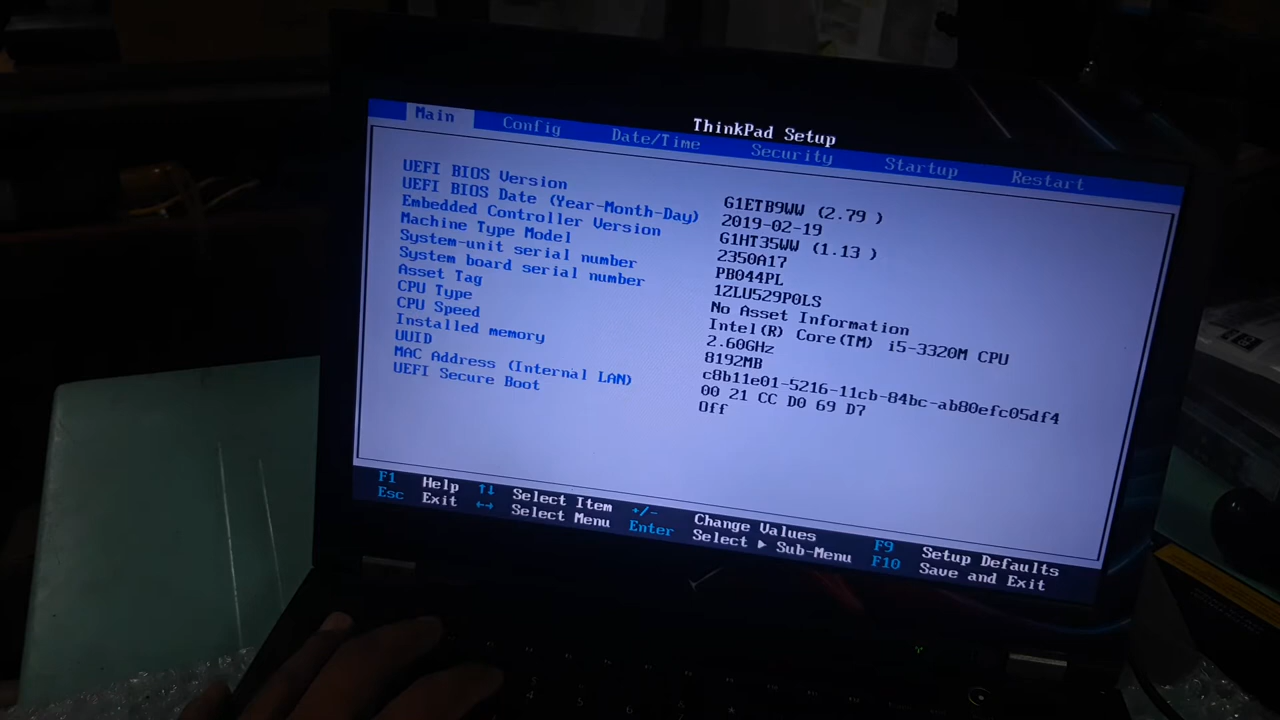 ThinkPad Setup
Main Config Date/Time Security Startup Restart
UEFI BIOS Version G1ETB9WW (2.79 )
UEFI BIOS Date (Year-Month-Day) 2019-02-19
Embedded Controller Version G1HT35WW (1.13 )
Machine Type Model 2350A17
System-unit serial number PB044PL
System board serial number 1ZLU529P0LS
Asset Tag No Asset Information
CPU Type Intel(R) Core(TM) i5-3320M CPU
CPU Speed 2.60GHz
Installed memory 8192MB
UUID c8b11e01-5216-11cb-84bc-ab80efc05df4
MAC Address (Internal LAN) 00 21 CC D0 69 D7
UEFI Secure Boot Off
F1 Help ↑↓ Select Item +/- Change Values F9 Setup Defaults
Esc Exit ←→ Select Menu Enter Select ▶ Sub-Menu F10 Save and Exit